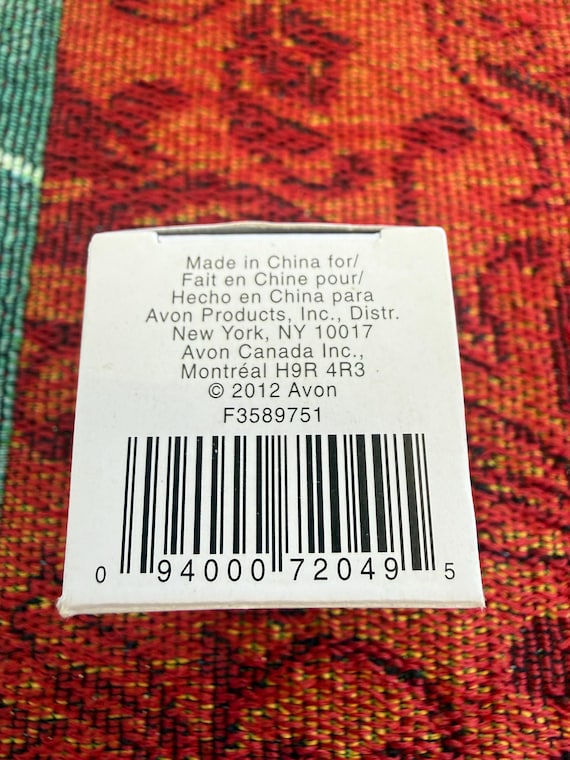 Made in China for/
Fait en Chine pour/
Hecho en China para
Avon Products, Inc., Distr.
New York, NY 10017
Avon Canada Inc.,
Montréal H9R 4R3
© 2012 Avon
F3589751
0 94000 72049 5